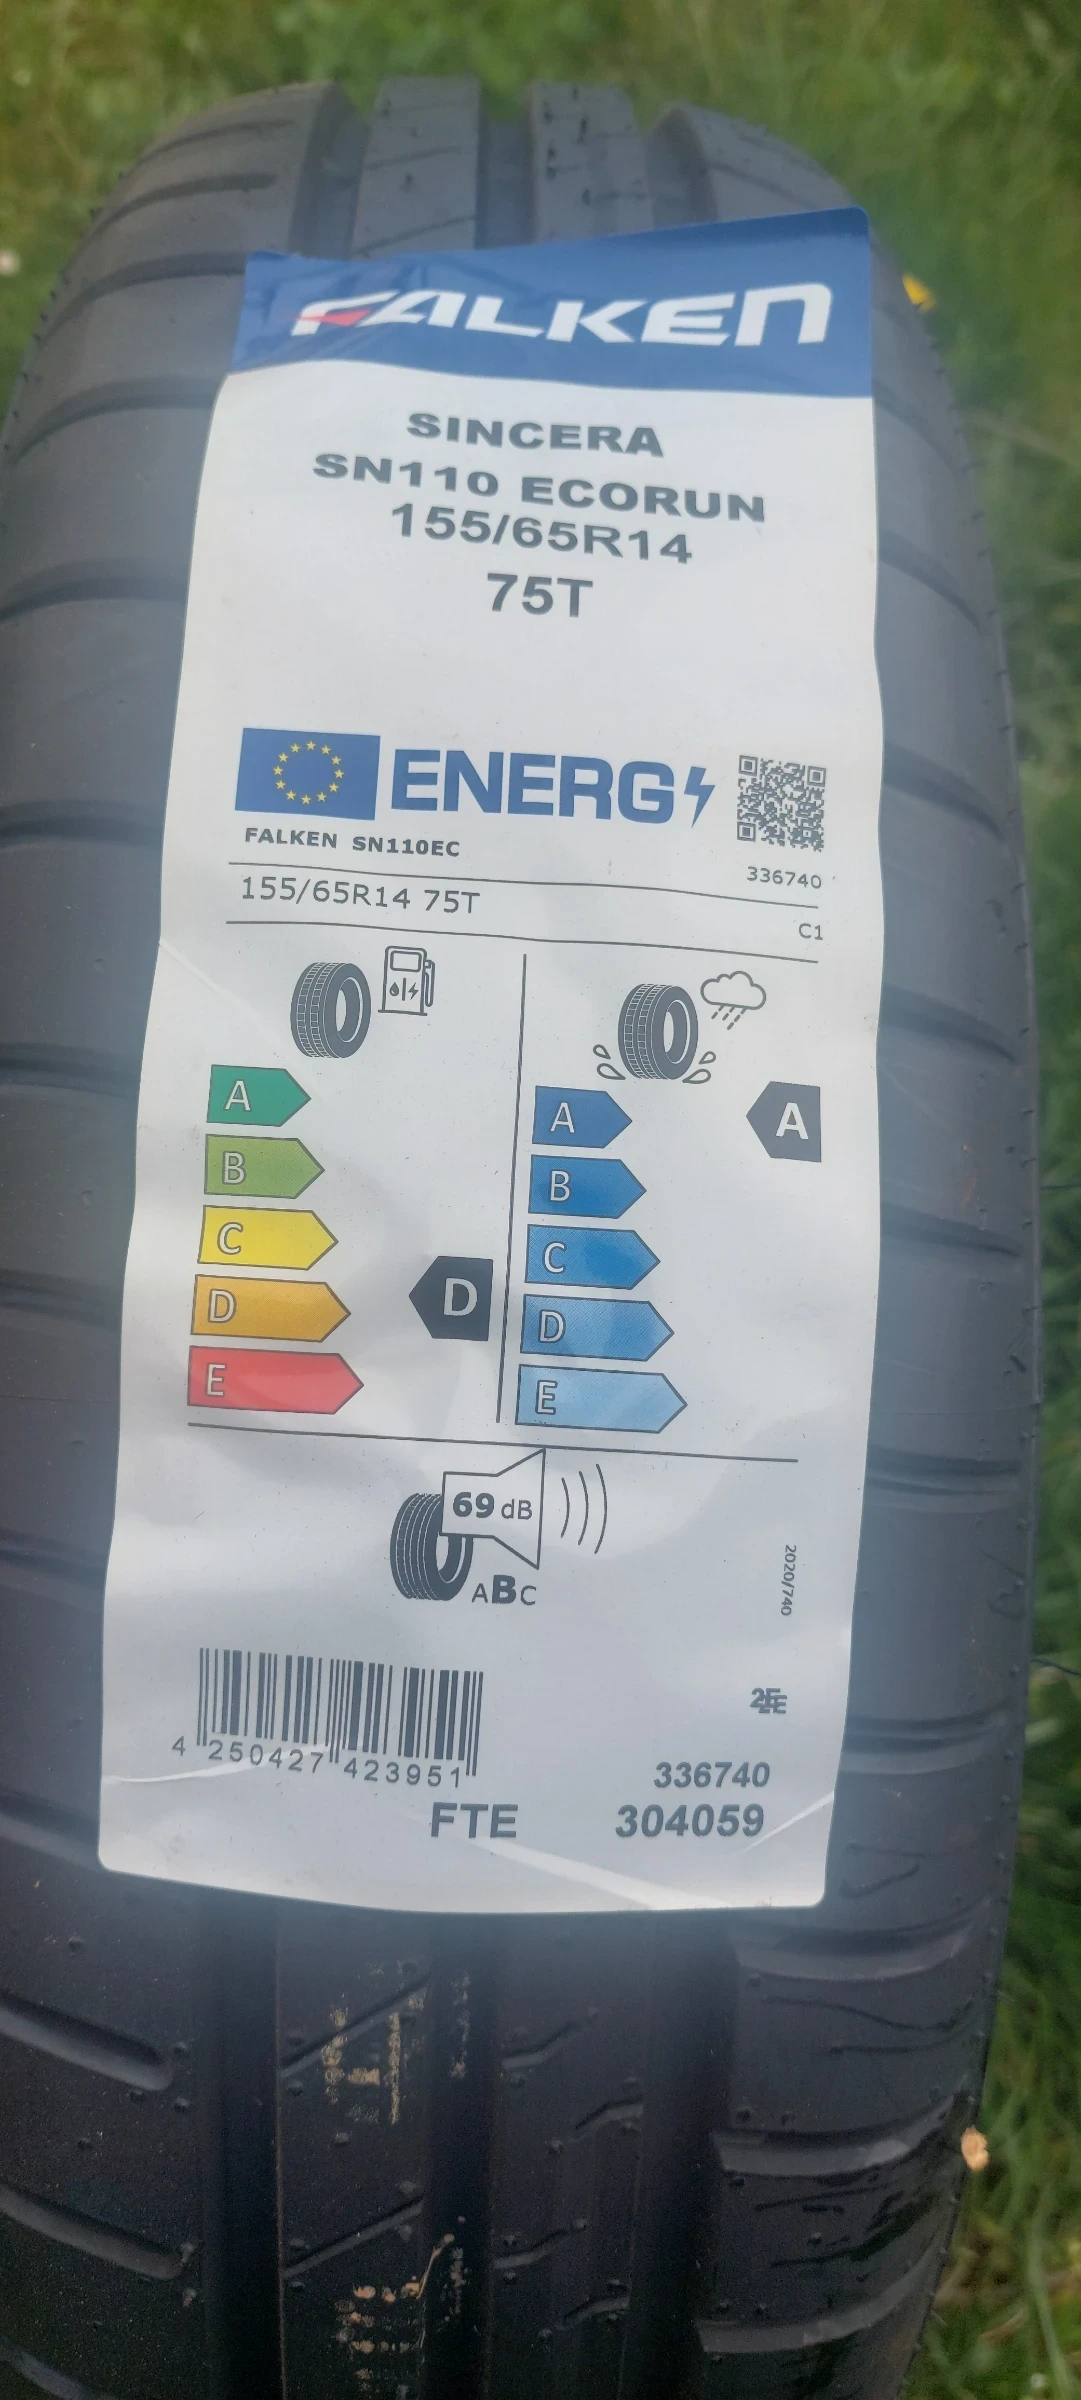 FALKEN
SINCERA
SN110 ECORUN
155/65R14
75T
ENERG
FALKEN SN110EC
336740
155/65R14 75T
C1
A
B
C
D
E
D
A
B
C
D
E
A
69 dB
ABC
2020/740
4 250427 423951
336740
FTE 304059